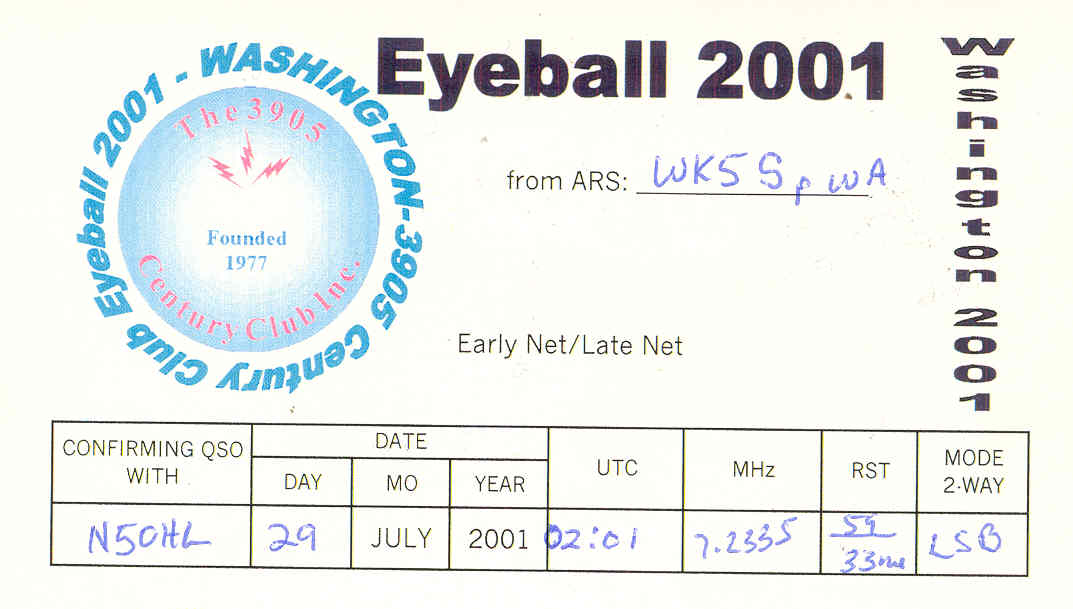 Eyeball 2001
Eyeball 2001 - WASHINGTON-3905 Century Club
The 3905
Founded
1977
Century Club Inc.
from ARS: WK5S, WA
Early Net/Late Net
Washington 2001
CONFIRMING QSO WITH
DATE
DAY
MO
YEAR
UTC
MHz
RST
MODE
2-WAY
N5OHL
29
JULY
2001
02:01
7.2335
59
33
LSB